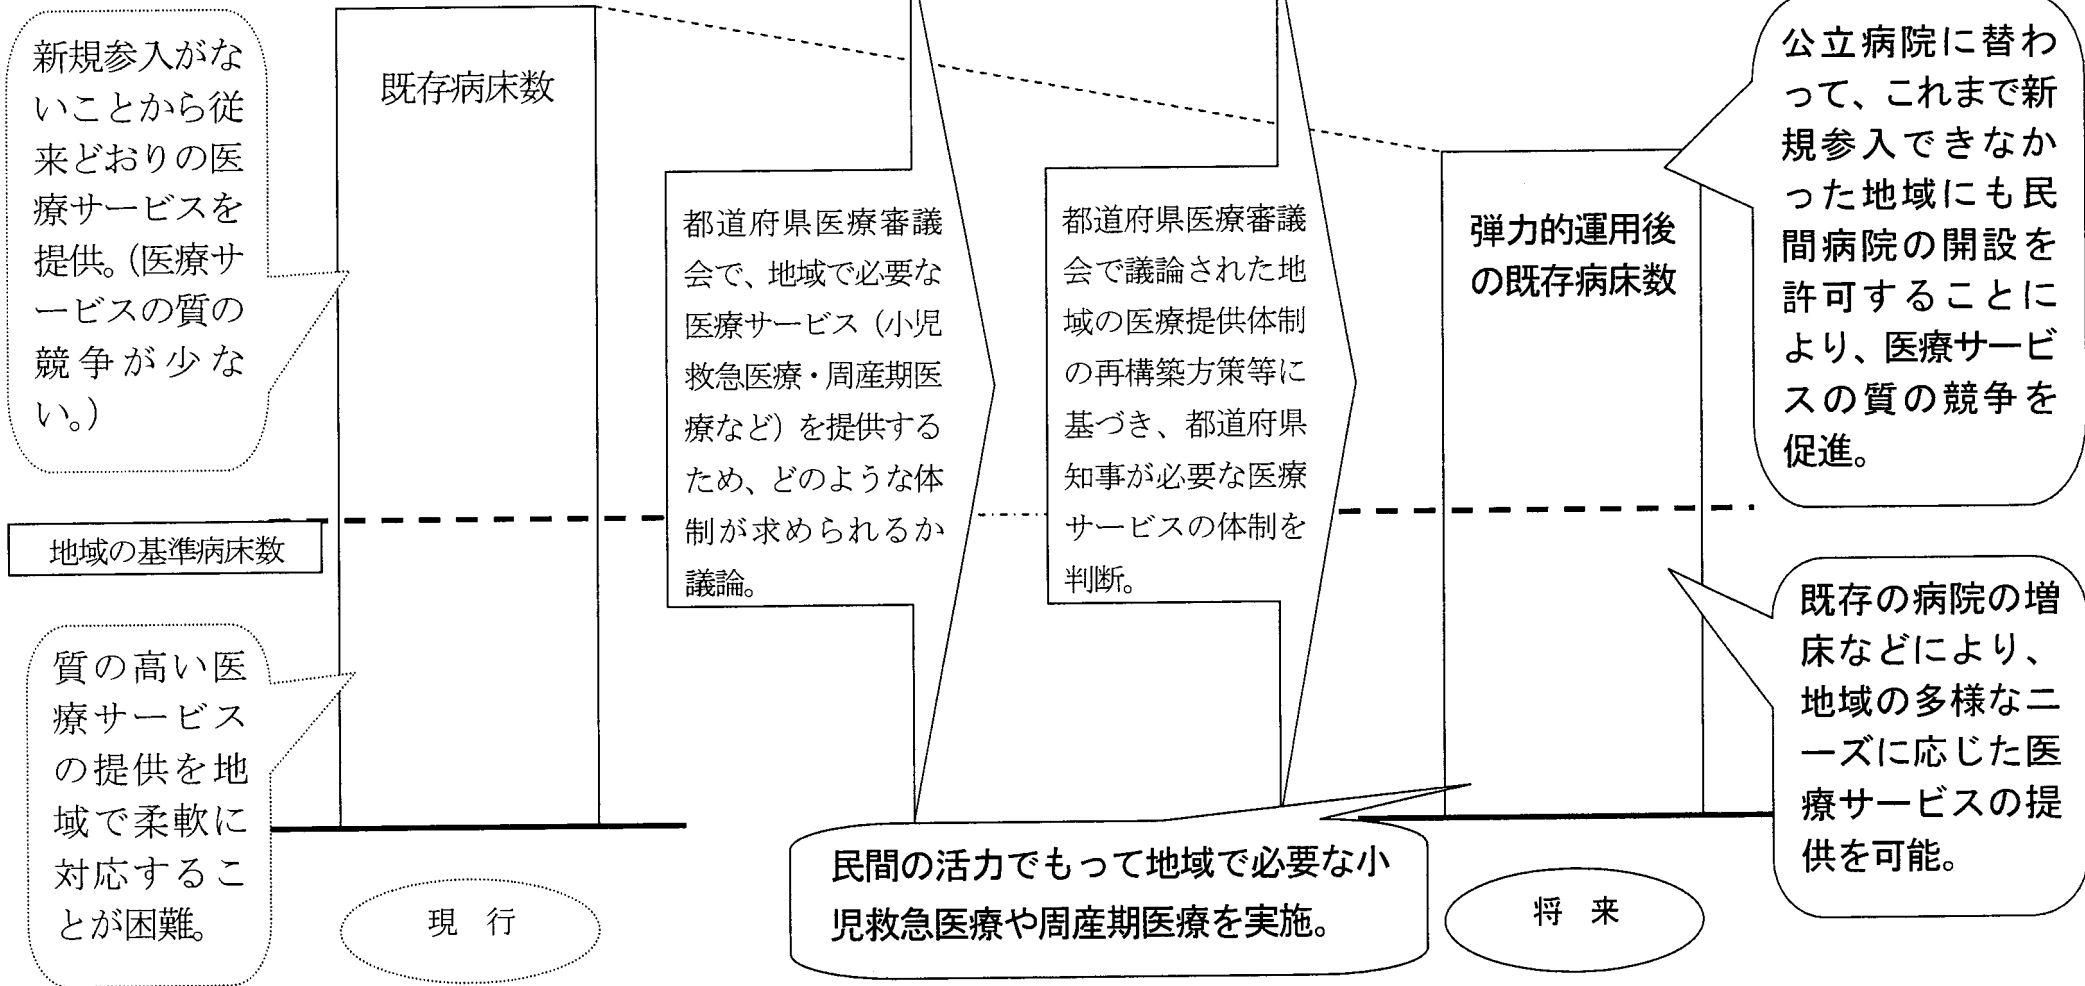 新規参入がな
いことから従
来どおりの医
療サービスを
提供。（医療サ
ービスの質の
競争が少な
い。）
既存病床数
地域の基準病床数
質の高い医
療サービス
の提供を地
域で柔軟に
対応するこ
とが困難。
現　行
都道府県医療審議
会で、地域で必要な
医療サービス（小児
救急医療・周産期医
療など）を提供する
ため、どのような体
制が求められるか
議論。
都道府県医療審議
会で議論された地
域の医療提供体制
の再構築方策等に
基づき、都道府県
知事が必要な医療
サービスの体制を
判断。
弾力的運用後
の既存病床数
公立病院に替わ
って、これまで新
規参入できなか
った地域にも民
間病院の開設を
許可することに
より、医療サービ
スの質の競争を
促進。
既存の病院の増
床などにより、
地域の多様なニ
ーズに応じた医
療サービスの提
供を可能。
民間の活力でもって地域で必要な小
児救急医療や周産期医療を実施。
将　来